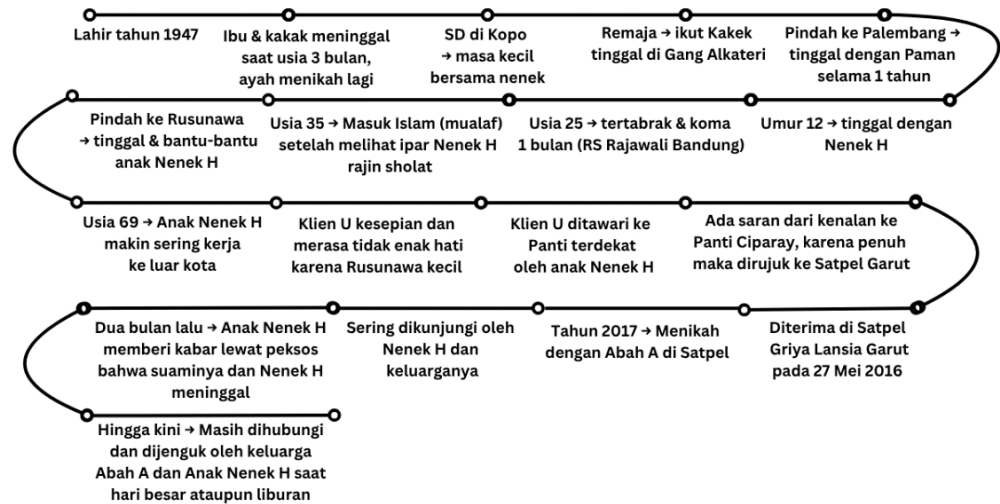 Lahir tahun 1947
Ibu & kakak meninggal
saat usia 3 bulan,
ayah menikah lagi
SD di Kopo
→ masa kecil
bersama nenek
Remaja → ikut Kakek
tinggal di Gang Alkateri
Pindah ke Palembang →
tinggal dengan Paman
selama 1 tahun
Umur 12 → tinggal dengan
Nenek H
Usia 25 → tertabrak & koma
1 bulan (RS Rajawali Bandung)
Usia 35 → Masuk Islam (mualaf)
setelah melihat ipar Nenek H
rajin sholat
Pindah ke Rusunawa
→ tinggal & bantu-bantu
anak Nenek H
Usia 69 → Anak Nenek H
makin sering kerja
ke luar kota
Klien U kesepian dan
merasa tidak enak hati
karena Rusunawa kecil
Klien U ditawari ke
Panti terdekat
oleh anak Nenek H
Ada saran dari kenalan ke
Panti Ciparay, karena penuh
maka dirujuk ke Satpel Garut
Diterima di Satpel
Griya Lansia Garut
pada 27 Mei 2016
Tahun 2017 → Menikah
dengan Abah A di Satpel
Sering dikunjungi oleh
Nenek H dan
keluarganya
Dua bulan lalu → Anak Nenek H
memberi kabar lewat peksos
bahwa suaminya dan Nenek H
meninggal
Hingga kini → Masih dihubungi
dan dijenguk oleh keluarga
Abah A dan Anak Nenek H saat
hari besar ataupun liburan